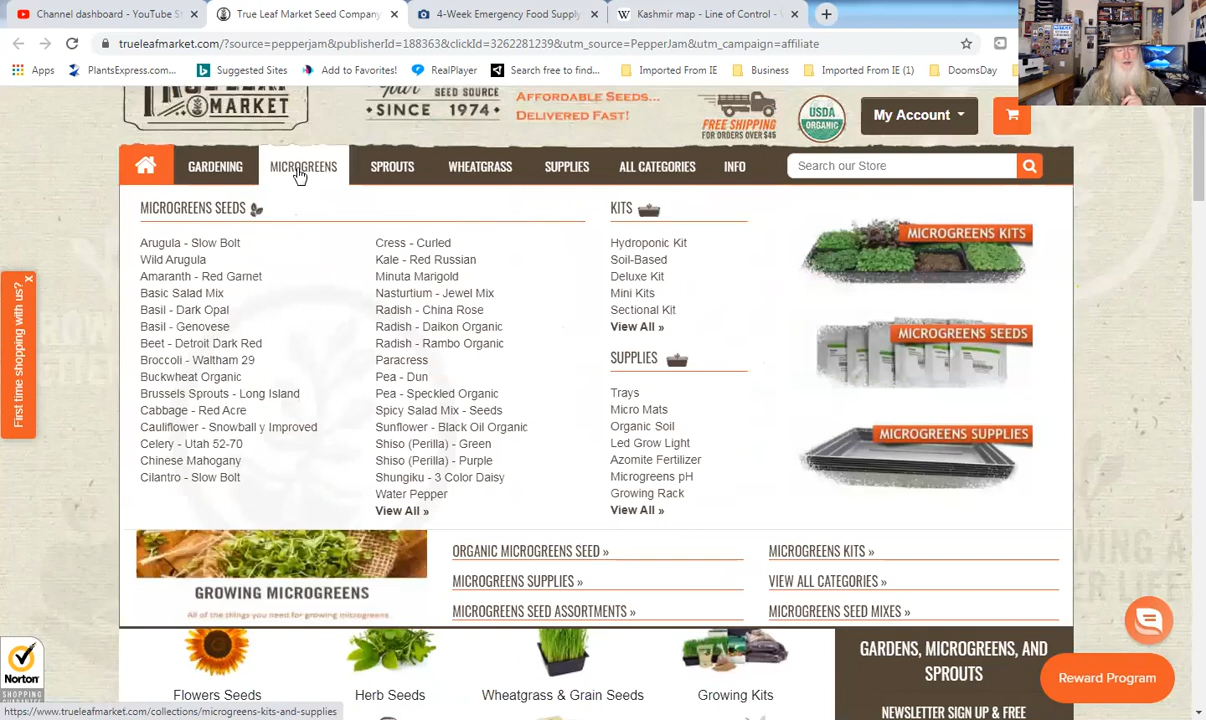 Channel dashboard - YouTube S
True Leaf Market Seed Company
4-Week Emergency Food Supply
Kashmir map - Line of Control -
trueleafmarket.com/?source=pepperjam&publisherId=188363&clickId=3262281239&utm_source=PepperJam&utm_campaign=affiliate
Apps
PlantsExpress.com...
Suggested Sites
Add to Favorites!
RealPlayer
Search free to find...
Imported From IE
Business
Imported From IE (1)
DoomsDay
MARKET
Your SEED SOURCE
SINCE 1974
AFFORDABLE SEEDS...
DELIVERED FAST!
FREE SHIPPING
FOR ORDERS OVER $45
USDA
ORGANIC
My Account
GARDENING
MICROGREENS
SPROUTS
WHEATGRASS
SUPPLIES
ALL CATEGORIES
INFO
Search our Store
MICROGREENS SEEDS
Arugula - Slow Bolt
Wild Arugula
Amaranth - Red Garnet
Basic Salad Mix
Basil - Dark Opal
Basil - Genovese
Beet - Detroit Dark Red
Broccoli - Waltham 29
Buckwheat Organic
Brussels Sprouts - Long Island
Cabbage - Red Acre
Cauliflower - Snowball y Improved
Celery - Utah 52-70
Chinese Mahogany
Cilantro - Slow Bolt
Cress - Curled
Kale - Red Russian
Minuta Marigold
Nasturtium - Jewel Mix
Radish - China Rose
Radish - Daikon Organic
Radish - Rambo Organic
Paracress
Pea - Dun
Pea - Speckled Organic
Spicy Salad Mix - Seeds
Sunflower - Black Oil Organic
Shiso (Perilla) - Green
Shiso (Perilla) - Purple
Shungiku - 3 Color Daisy
Water Pepper
View All »
KITS
Hydroponic Kit
Soil-Based
Deluxe Kit
Mini Kits
Sectional Kit
View All »
SUPPLIES
Trays
Micro Mats
Organic Soil
Led Grow Light
Azomite Fertilizer
Microgreens pH
Growing Rack
View All »
MICROGREENS KITS
MICROGREENS SEEDS
MICROGREENS SUPPLIES
First time shopping with us?
X
GROWING MICROGREENS
All of the things you need for growing microgreens
ORGANIC MICROGREENS SEED »
MICROGREENS SUPPLIES »
MICROGREENS SEED ASSORTMENTS »
MICROGREENS KITS »
VIEW ALL CATEGORIES »
MICROGREENS SEED MIXES »
Flowers Seeds
Herb Seeds
Wheatgrass & Grain Seeds
Growing Kits
GARDENS, MICROGREENS, AND
SPROUTS
NEWSLETTER SIGN UP & FREE
Reward Program
Norton
SHOPPING
https://www.trueleafmarket.com/collections/microgreens-kits-and-supplies